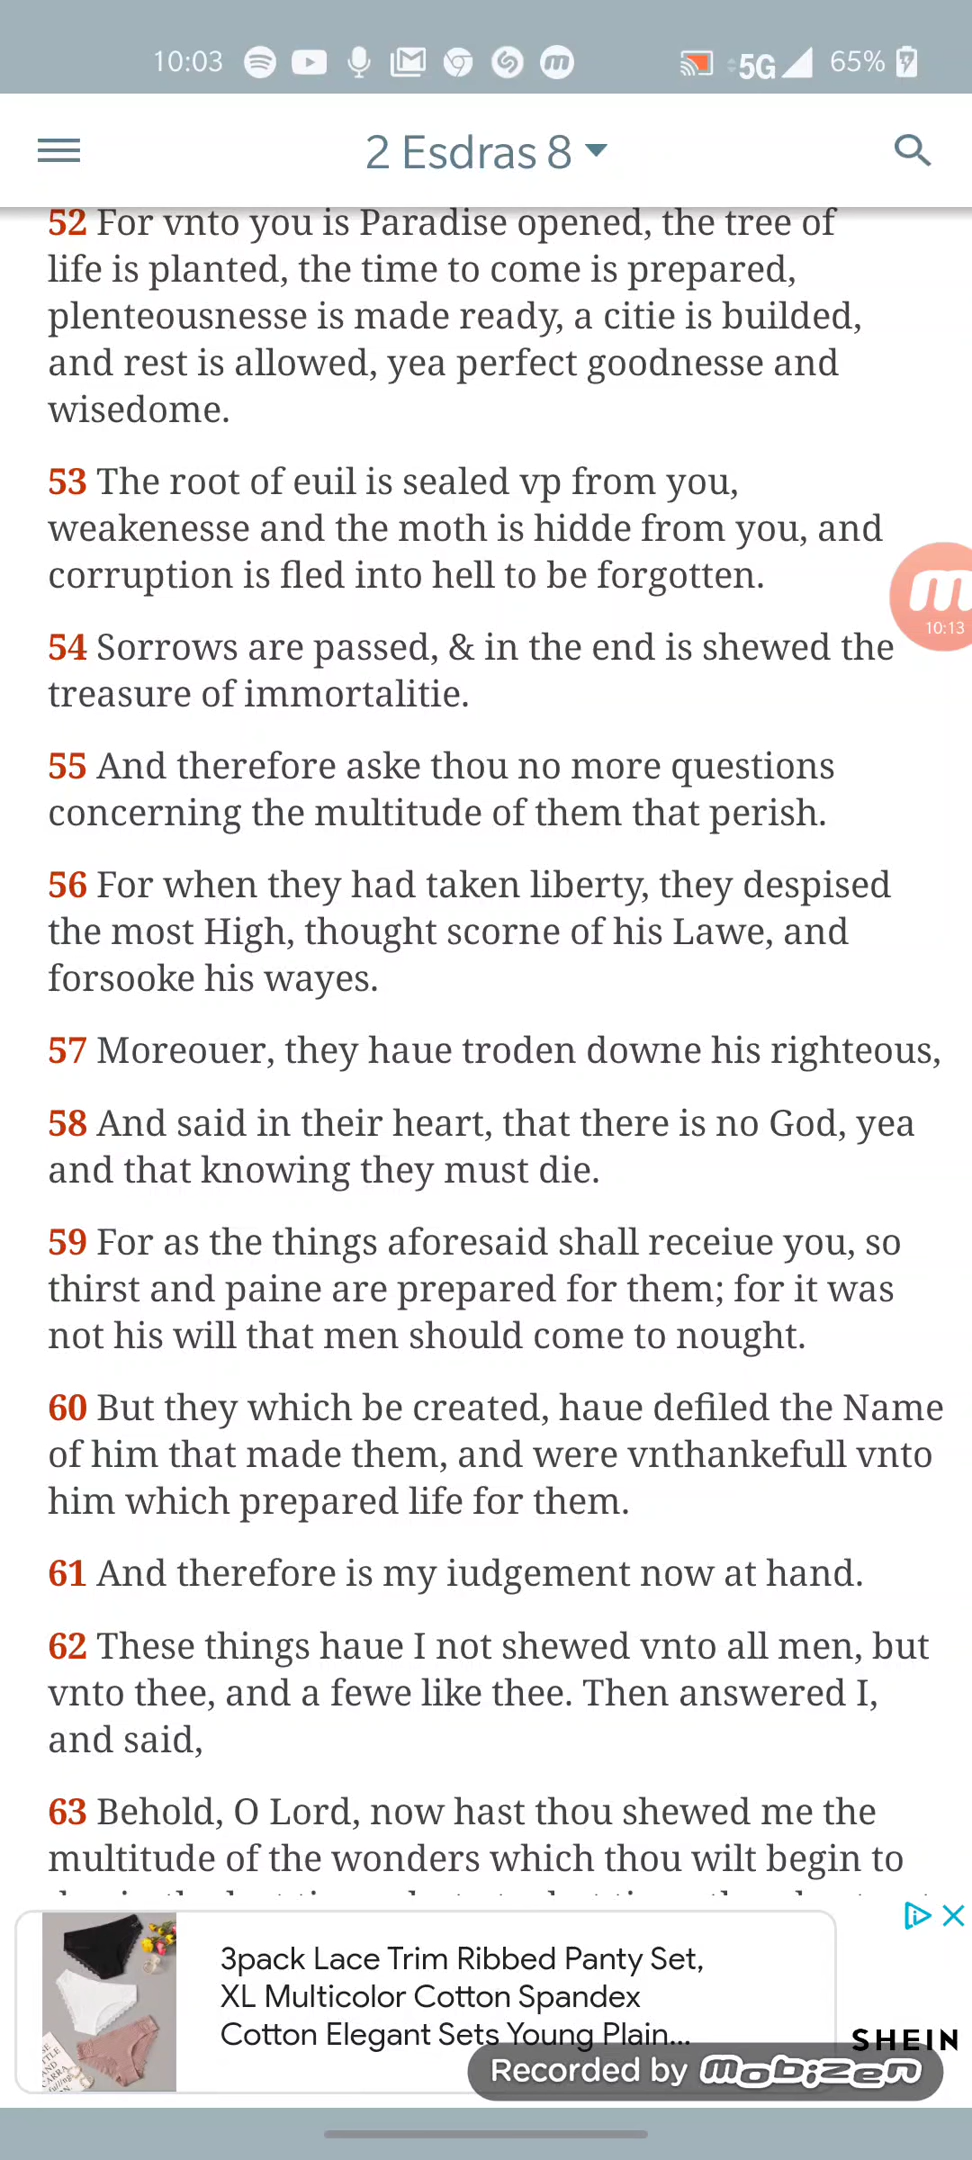 10:03
5G
65%
2 Esdras 8
52 For vnto you is Paradise opened, the tree of
life is planted, the time to come is prepared,
plenteousnesse is made ready, a citie is builded,
and rest is allowed, yea perfect goodnesse and
wisedome.
53 The root of euil is sealed vp from you,
weakenesse and the moth is hidde from you, and
corruption is fled into hell to be forgotten.
10:13
54 Sorrows are passed, & in the end is shewed the
treasure of immortalitie.
55 And therefore aske thou no more questions
concerning the multitude of them that perish.
56 For when they had taken liberty, they despised
the most High, thought scorne of his Lawe, and
forsooke his wayes.
57 Moreouer, they haue troden downe his righteous,
58 And said in their heart, that there is no God, yea
and that knowing they must die.
59 For as the things aforesaid shall receiue you, so
thirst and paine are prepared for them; for it was
not his will that men should come to nought.
60 But they which be created, haue defiled the Name
of him that made them, and were vnthankefull vnto
him which prepared life for them.
61 And therefore is my iudgement now at hand.
62 These things haue I not shewed vnto all men, but
vnto thee, and a fewe like thee. Then answered I,
and said,
63 Behold, O Lord, now hast thou shewed me the
multitude of the wonders which thou wilt begin to
3pack Lace Trim Ribbed Panty Set,
XL Multicolor Cotton Spandex
Cotton Elegant Sets Young Plain...
SHEIN
Recorded by mobizen